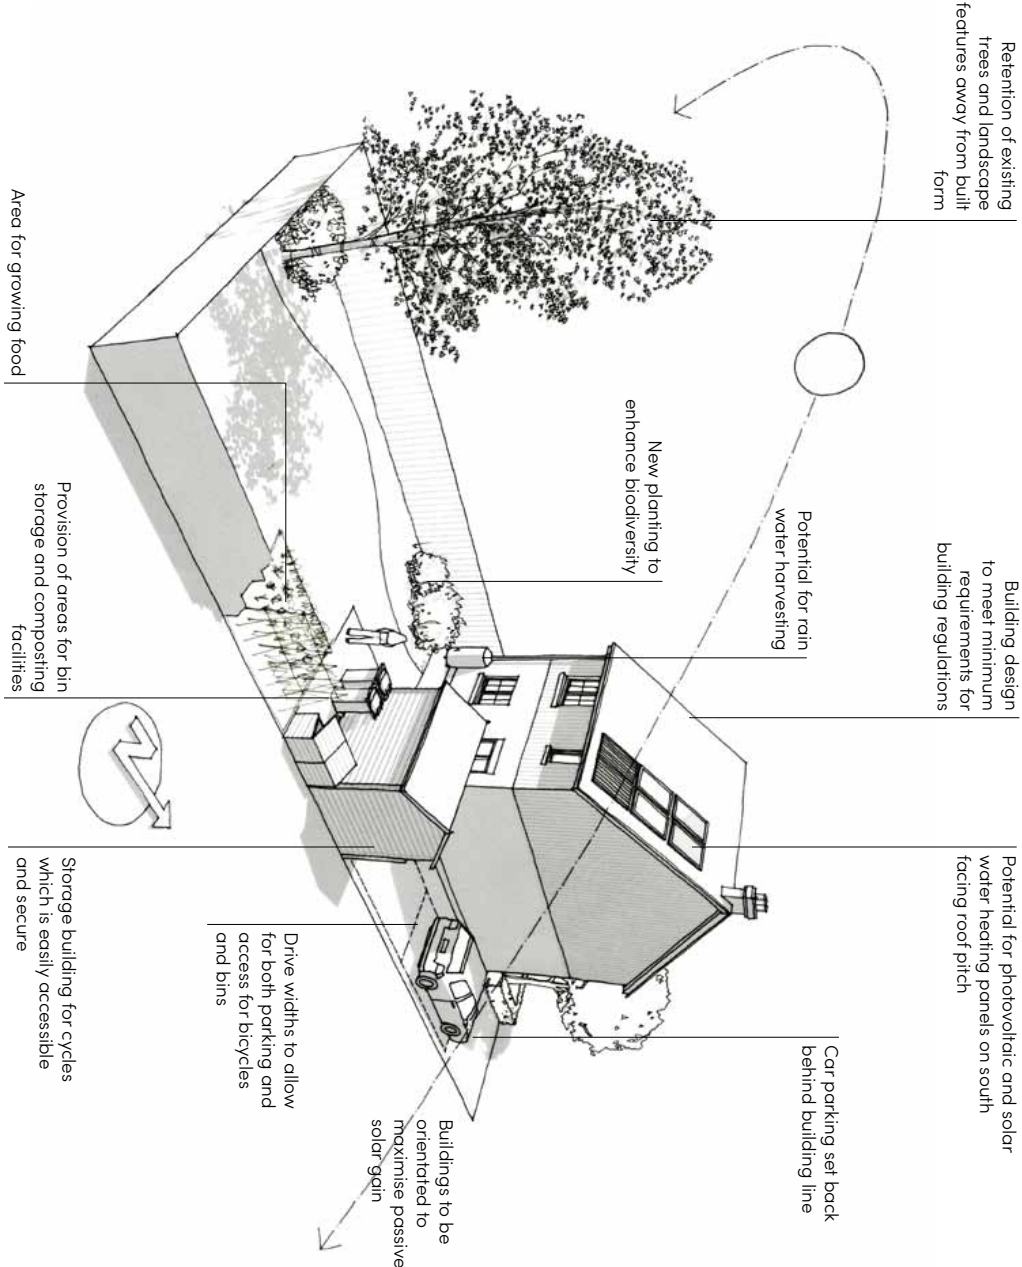 Retention of existing
trees and landscape
features away from built
form
Building design
to meet minimum
requirements for
building regulations
Potential for photovoltaic and solar
water heating panels on south
facing roof pitch
Potential for rain
water harvesting
New planting to
enhance biodiversity
Car parking set back
behind building line
Buildings to be
orientated to
maximise passive
solar gain
Area for growing food
Provision of areas for bin
storage and composting
facilities
N
Storage building for cycles
which is easily accessible
and secure
Drive widths to allow
for both parking and
access for bicycles
and bins